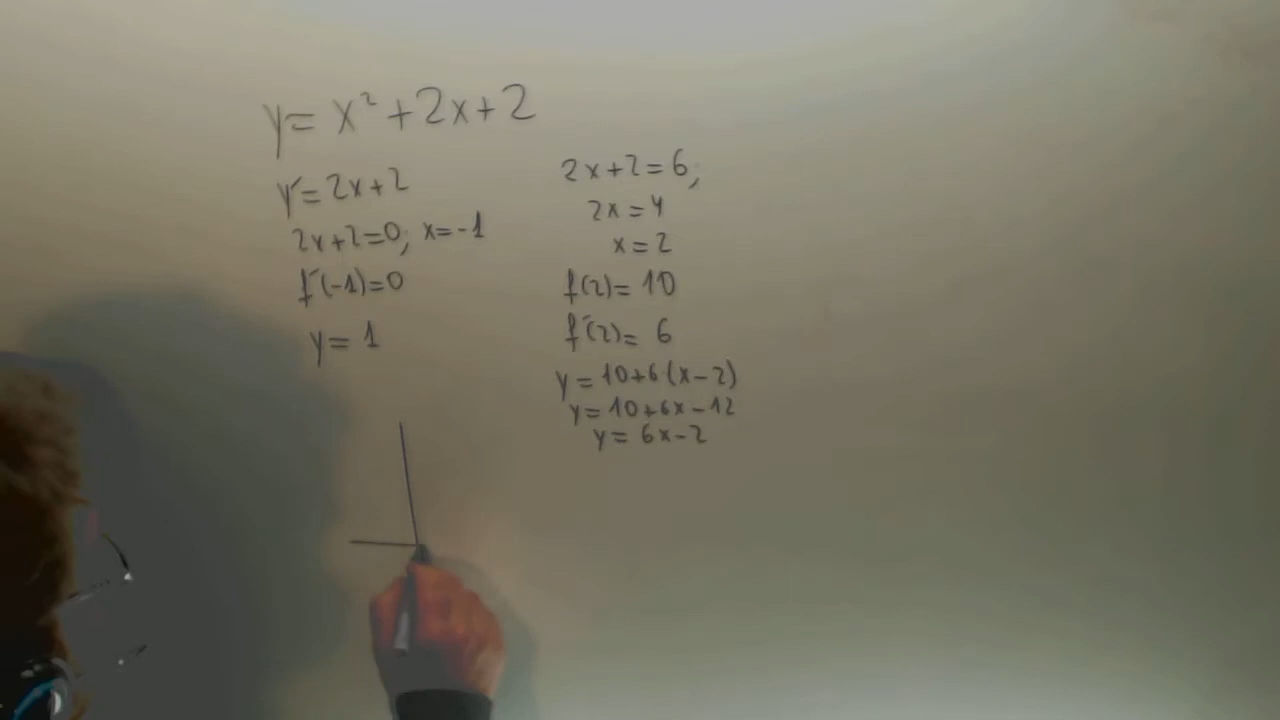 y = x² + 2x + 2
y' = 2x + 2
2x + 2 = 0; x = -1
f'(-1) = 0
y = 1
2x + 2 = 6;
2x = 4
x = 2
f(2) = 10
f'(2) = 6
y = 10 + 6·(x - 2)
y = 10 + 6x - 12
y = 6x - 2